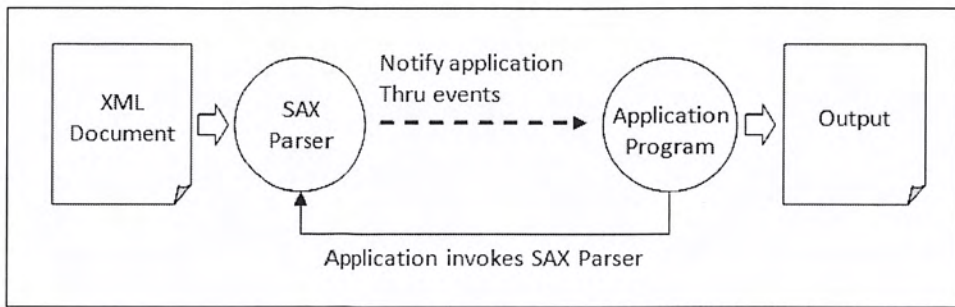 XML
Document
SAX
Parser
Notify application
Thru events
Application
Program
Output
Application invokes SAX Parser